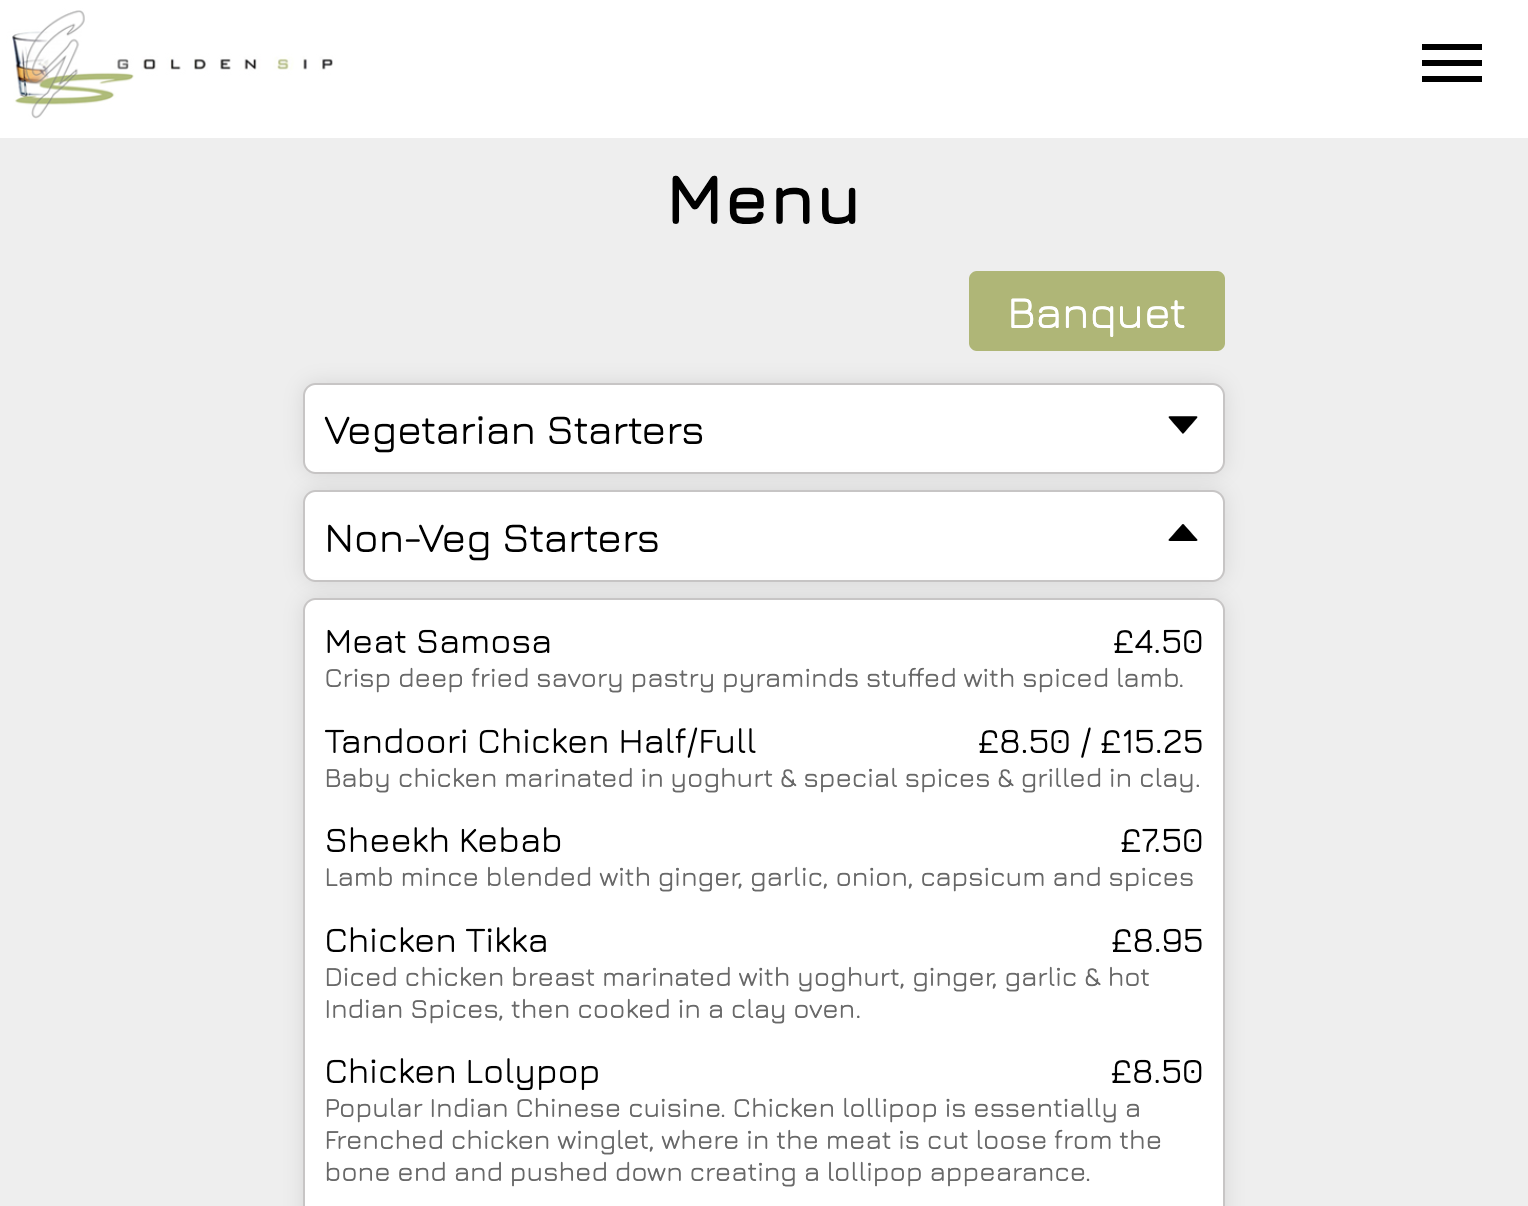 GOLDEN SIP
Menu
Banquet
Vegetarian Starters
Non-Veg Starters
Meat Samosa £4.50
Crisp deep fried savory pastry pyraminds stuffed with spiced lamb.
Tandoori Chicken Half/Full £8.50 / £15.25
Baby chicken marinated in yoghurt & special spices & grilled in clay.
Sheekh Kebab £7.50
Lamb mince blended with ginger, garlic, onion, capsicum and spices
Chicken Tikka £8.95
Diced chicken breast marinated with yoghurt, ginger, garlic & hot
Indian Spices, then cooked in a clay oven.
Chicken Lolypop £8.50
Popular Indian Chinese cuisine. Chicken lollipop is essentially a
Frenched chicken winglet, where in the meat is cut loose from the
bone end and pushed down creating a lollipop appearance.